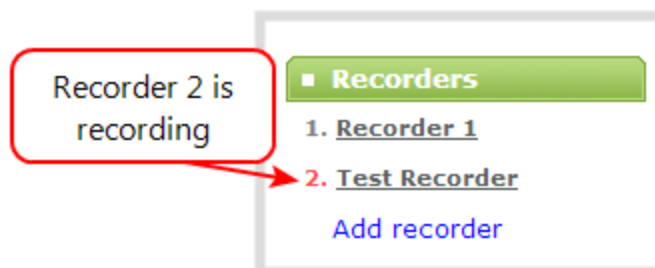 Recorder 2 is
recording
Recorders
1. Recorder 1
2. Test Recorder
Add recorder